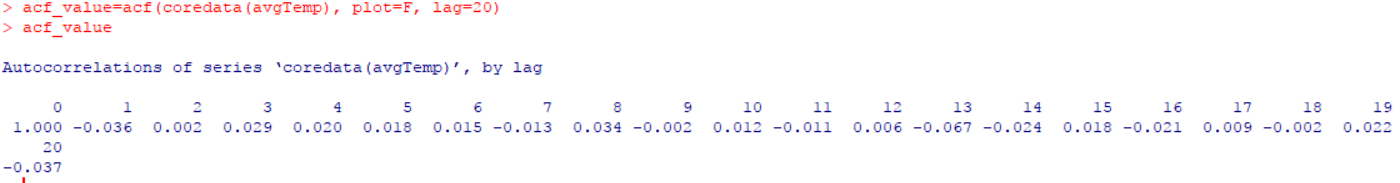 > acf_value=acf(coredata(avgTemp), plot=F, lag=20)
> acf_value
Autocorrelations of series ‘coredata(avgTemp)’, by lag
0 1 2 3 4 5 6 7 8 9 10 11 12 13 14 15 16 17 18 19
1.000 -0.036 0.002 0.029 0.020 0.018 0.015 -0.013 0.034 -0.002 0.012 -0.011 0.006 -0.067 -0.024 0.018 -0.021 0.009 -0.002 0.022
20
-0.037